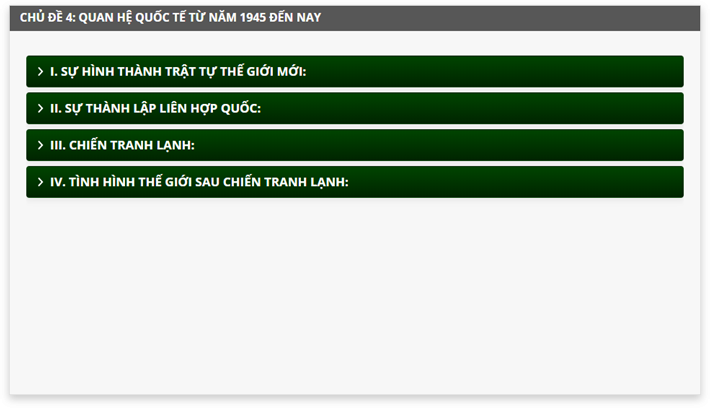 CHỦ ĐỀ 4: QUAN HỆ QUỐC TẾ TỪ NĂM 1945 ĐẾN NAY
I. SỰ HÌNH THÀNH TRẬT TỰ THẾ GIỚI MỚI:
II. SỰ THÀNH LẬP LIÊN HỢP QUỐC:
III. CHIẾN TRANH LẠNH:
IV. TÌNH HÌNH THẾ GIỚI SAU CHIẾN TRANH LẠNH: